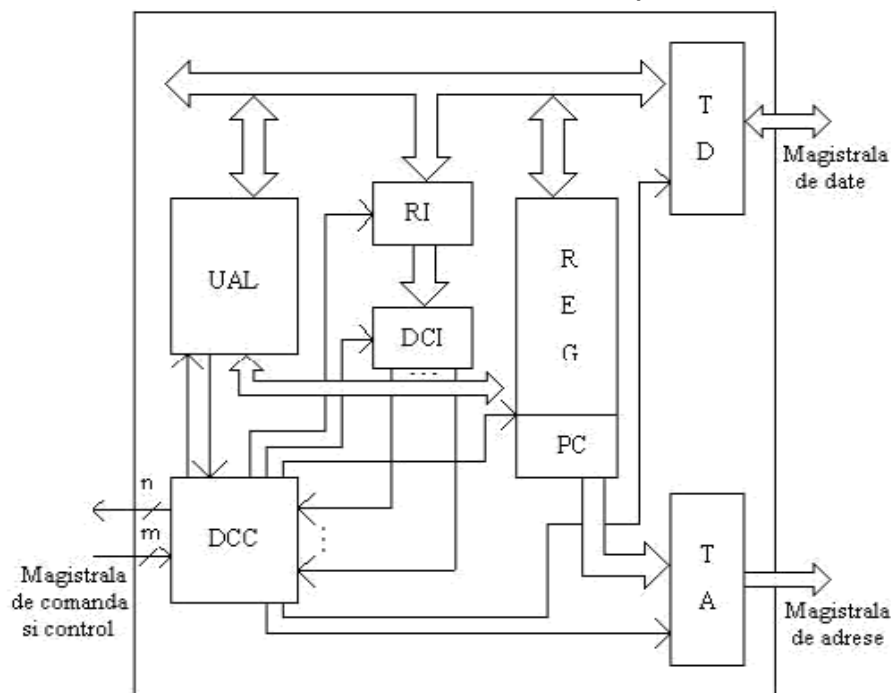 T
D
Magistrala
de date
RI
UAL
R
E
G
DCI
...
PC
n
m
DCC
Magistrala
de comanda
si control
T
A
Magistrala
de adrese